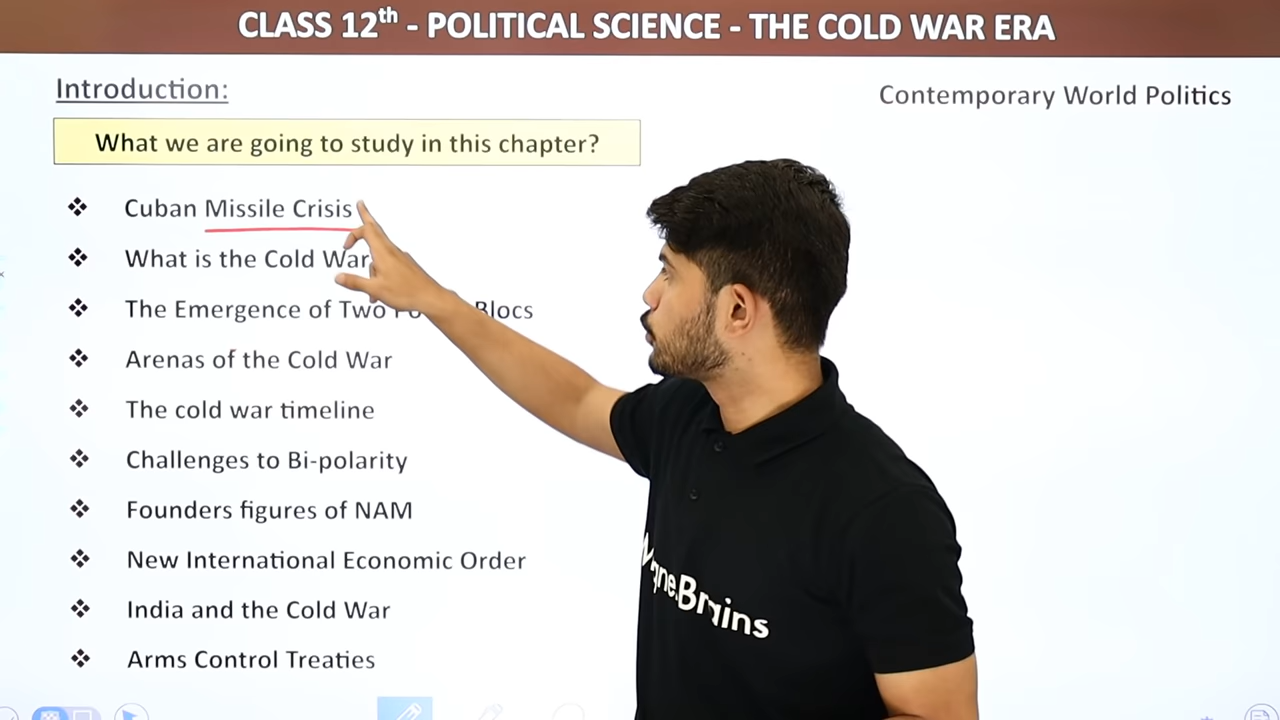 CLASS 12th - POLITICAL SCIENCE - THE COLD WAR ERA
Introduction:
Contemporary World Politics
What we are going to study in this chapter?
Cuban Missile Crisis
What is the Cold War
The Emergence of Two Blocs
Arenas of the Cold War
The cold war timeline
Challenges to Bi-polarity
Founders figures of NAM
New International Economic Order
India and the Cold War
Arms Control Treaties